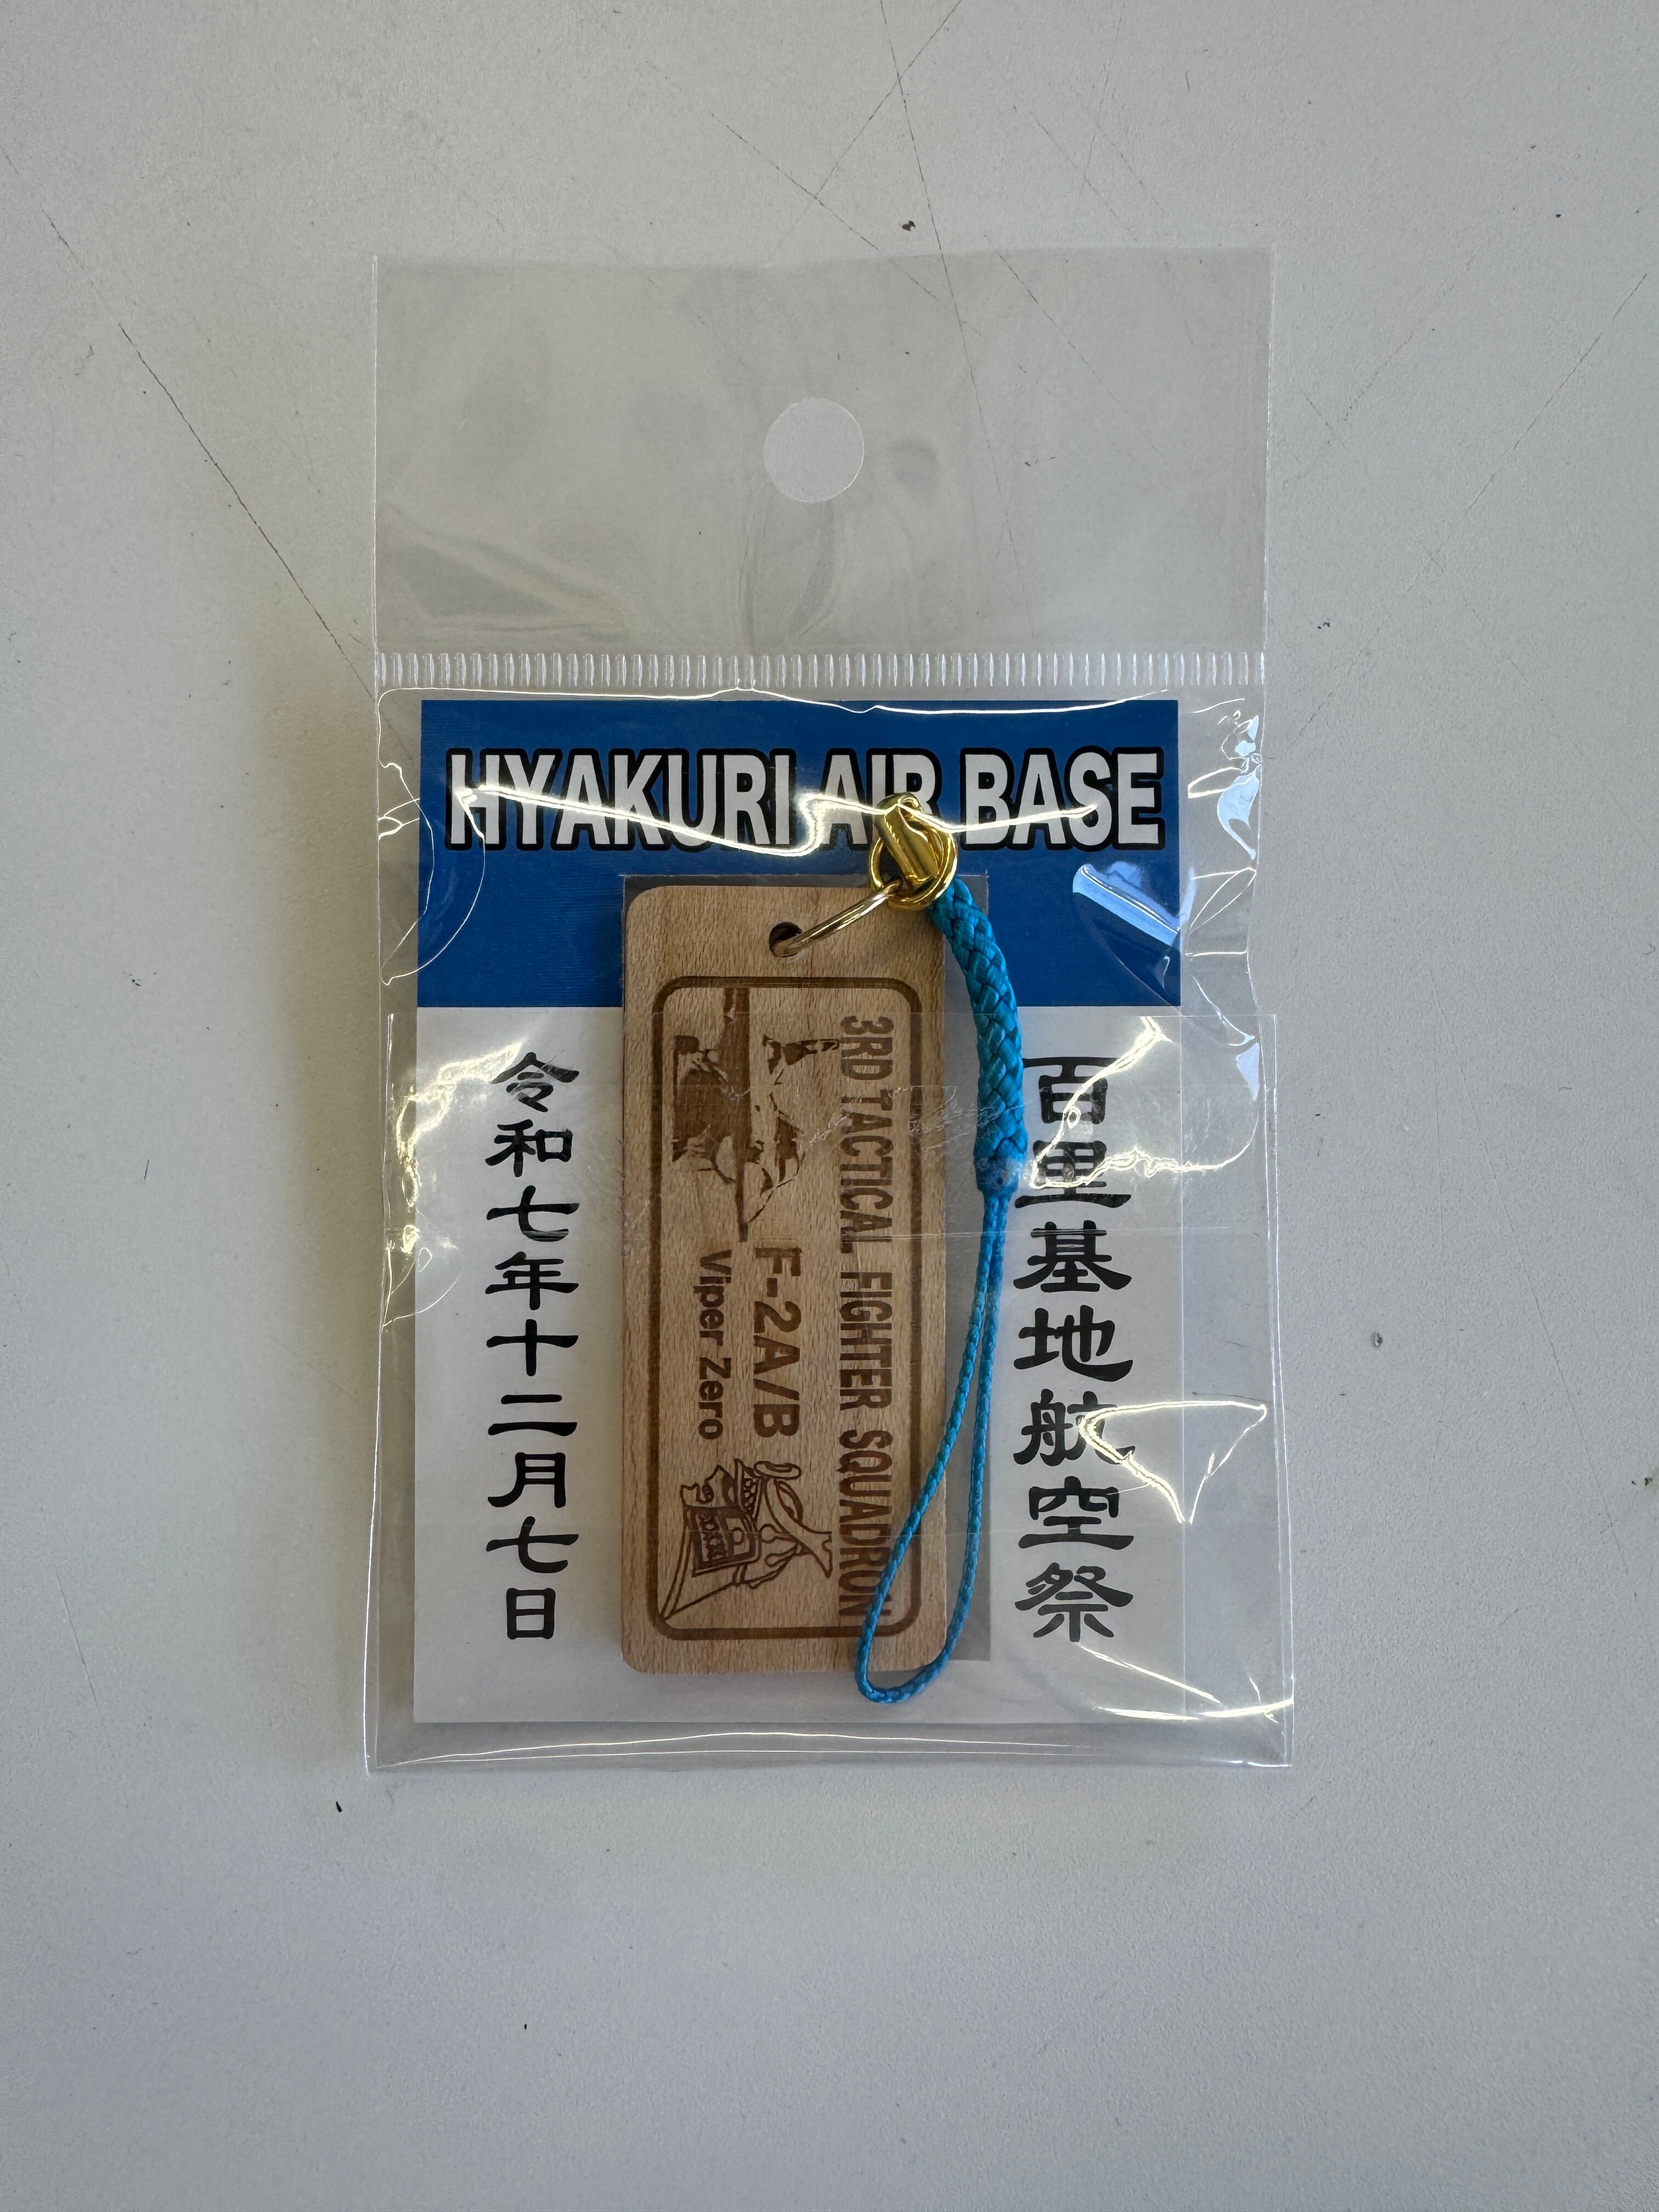 HYAKURI AIR BASE
百里基地航空祭
令和七年十二月七日
3RD TACTICAL FIGHTER SQUADRON
F-2A/B
Viper Zero